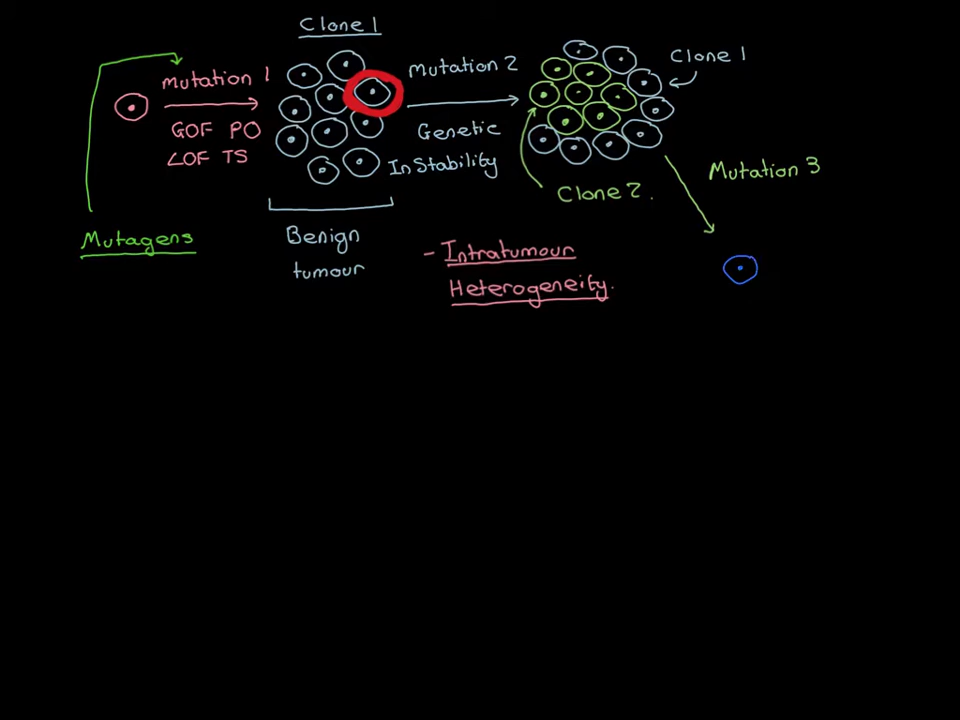 Clone 1
Mutation 1
GOF PO
LOF TS
Mutation 2
Genetic
InStability
Clone 1
Clone 2.
Mutation 3
Mutagens
Benign
tumour
- Intratumour
Heterogeneity.